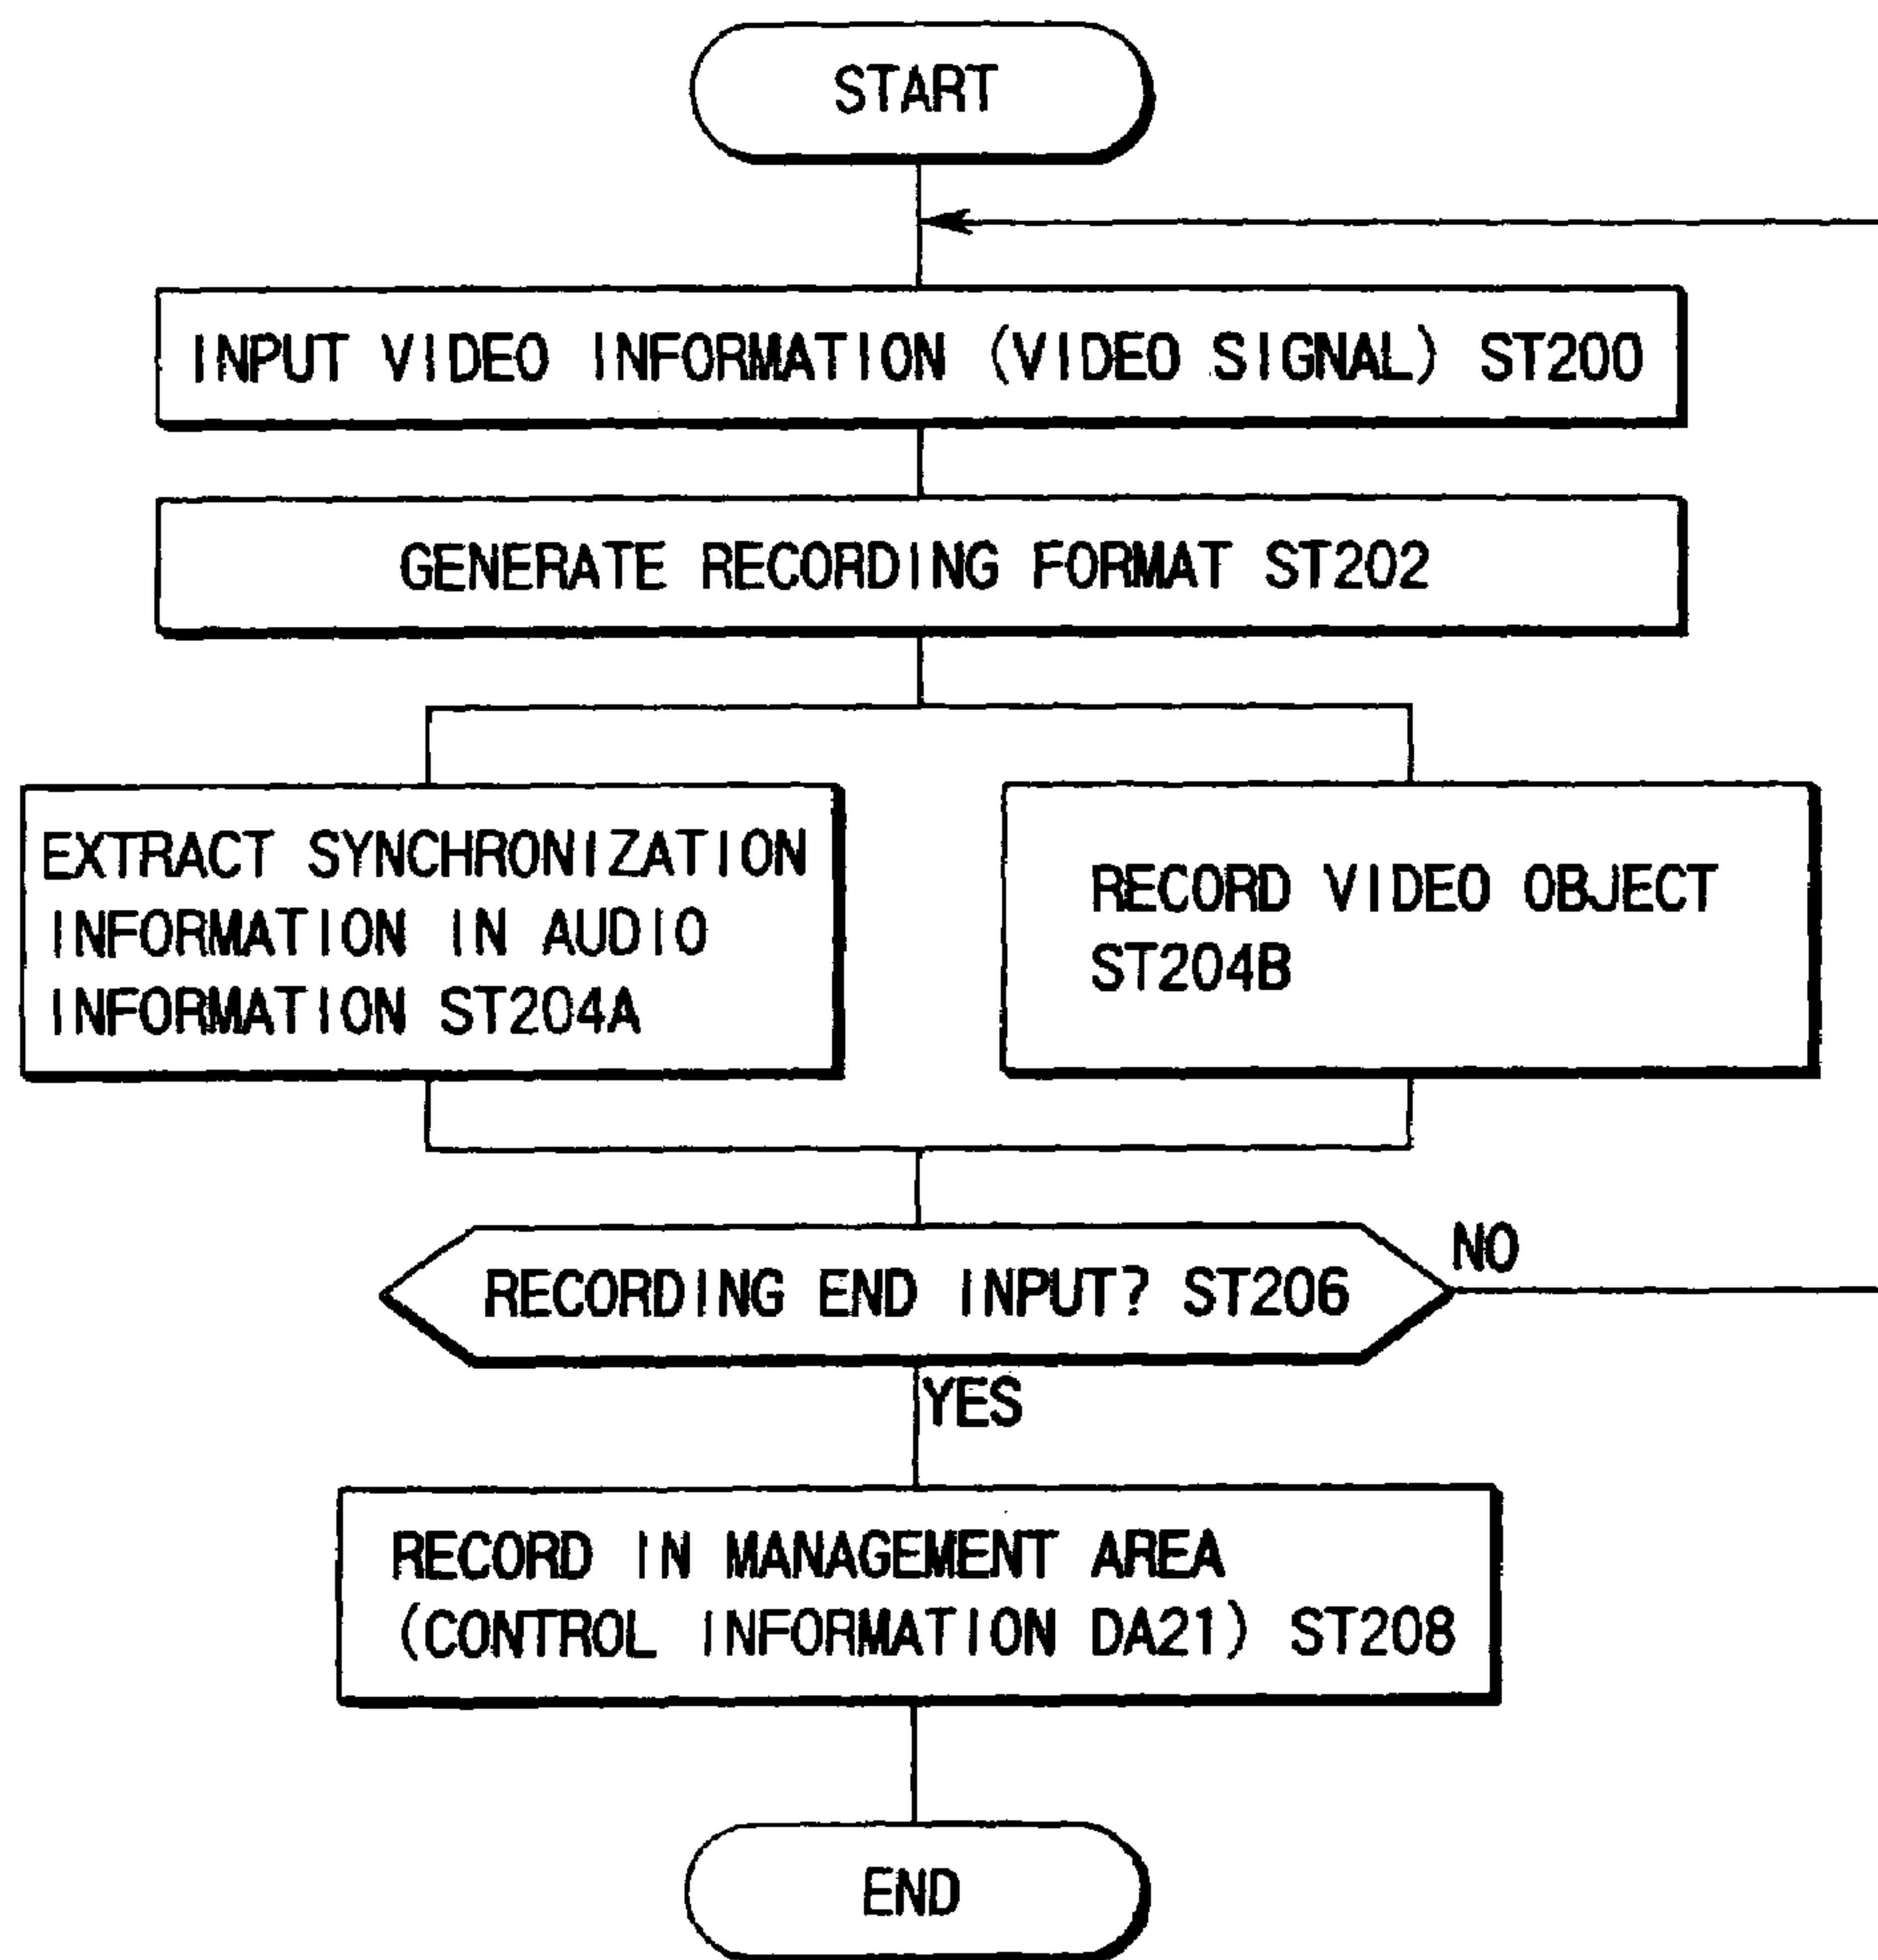 START
INPUT VIDEO INFORMATION (VIDEO SIGNAL) ST200
GENERATE RECORDING FORMAT ST202
EXTRACT SYNCHRONIZATION
INFORMATION IN AUDIO
INFORMATION ST204A
RECORD VIDEO OBJECT
ST204B
RECORDING END INPUT? ST206
NO
YES
RECORD IN MANAGEMENT AREA
(CONTROL INFORMATION DA21) ST208
END